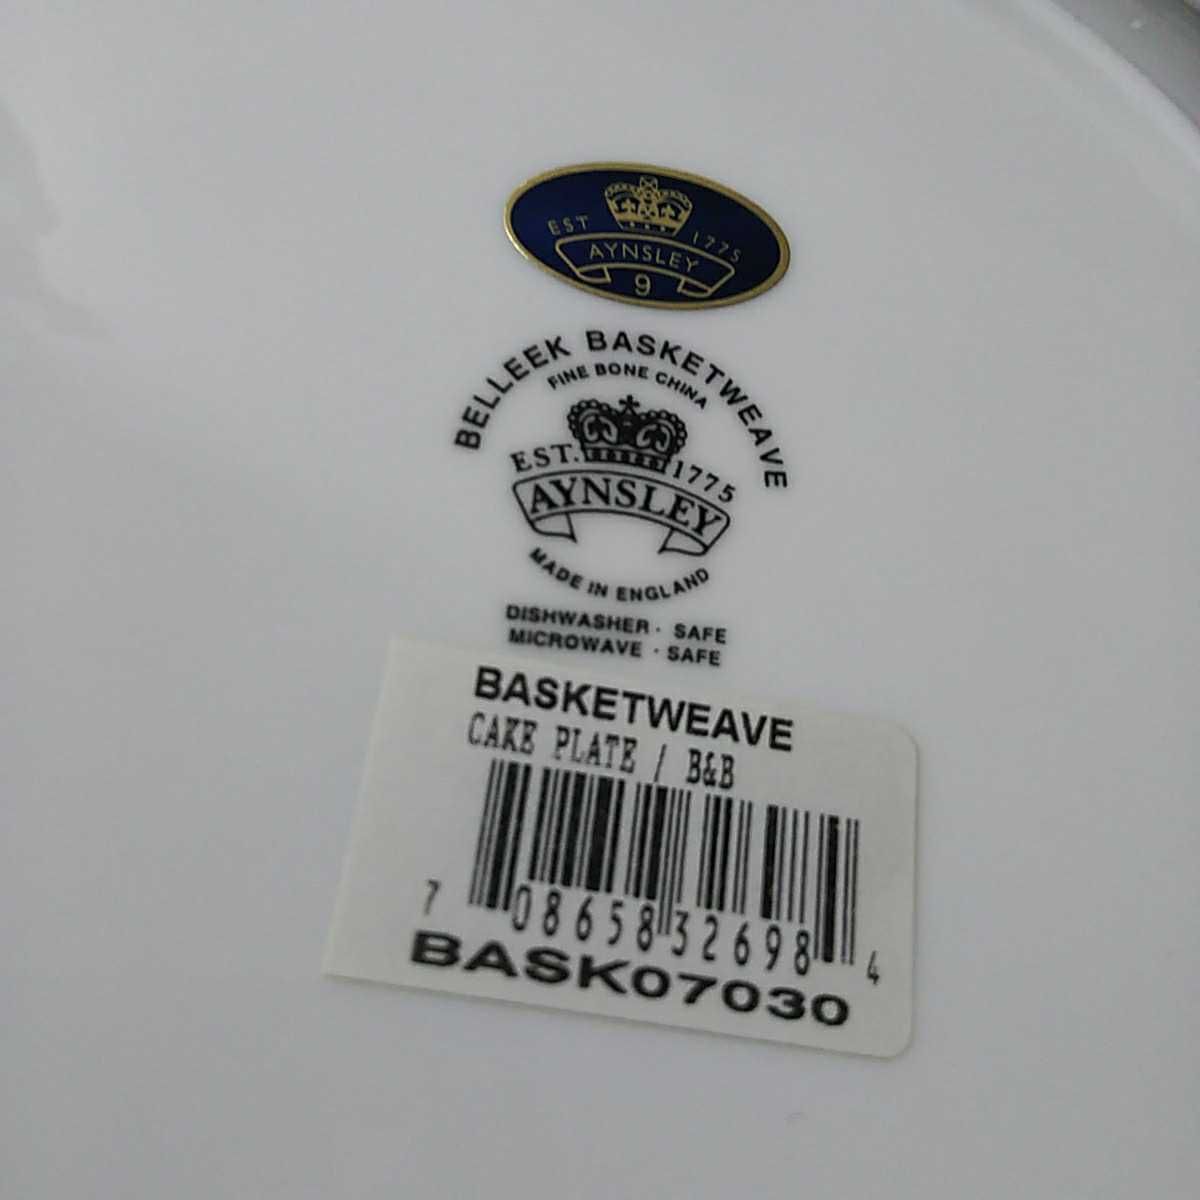 EST 1775
AYNSLEY
9
BELLEEK BASKETWEAVE
FINE BONE CHINA
EST. 1775
AYNSLEY
MADE IN ENGLAND
DISHWASHER · SAFE
MICROWAVE · SAFE
BASKETWEAVE
CAKE PLATE / B&B
7 08658 32698 4
BASK07030